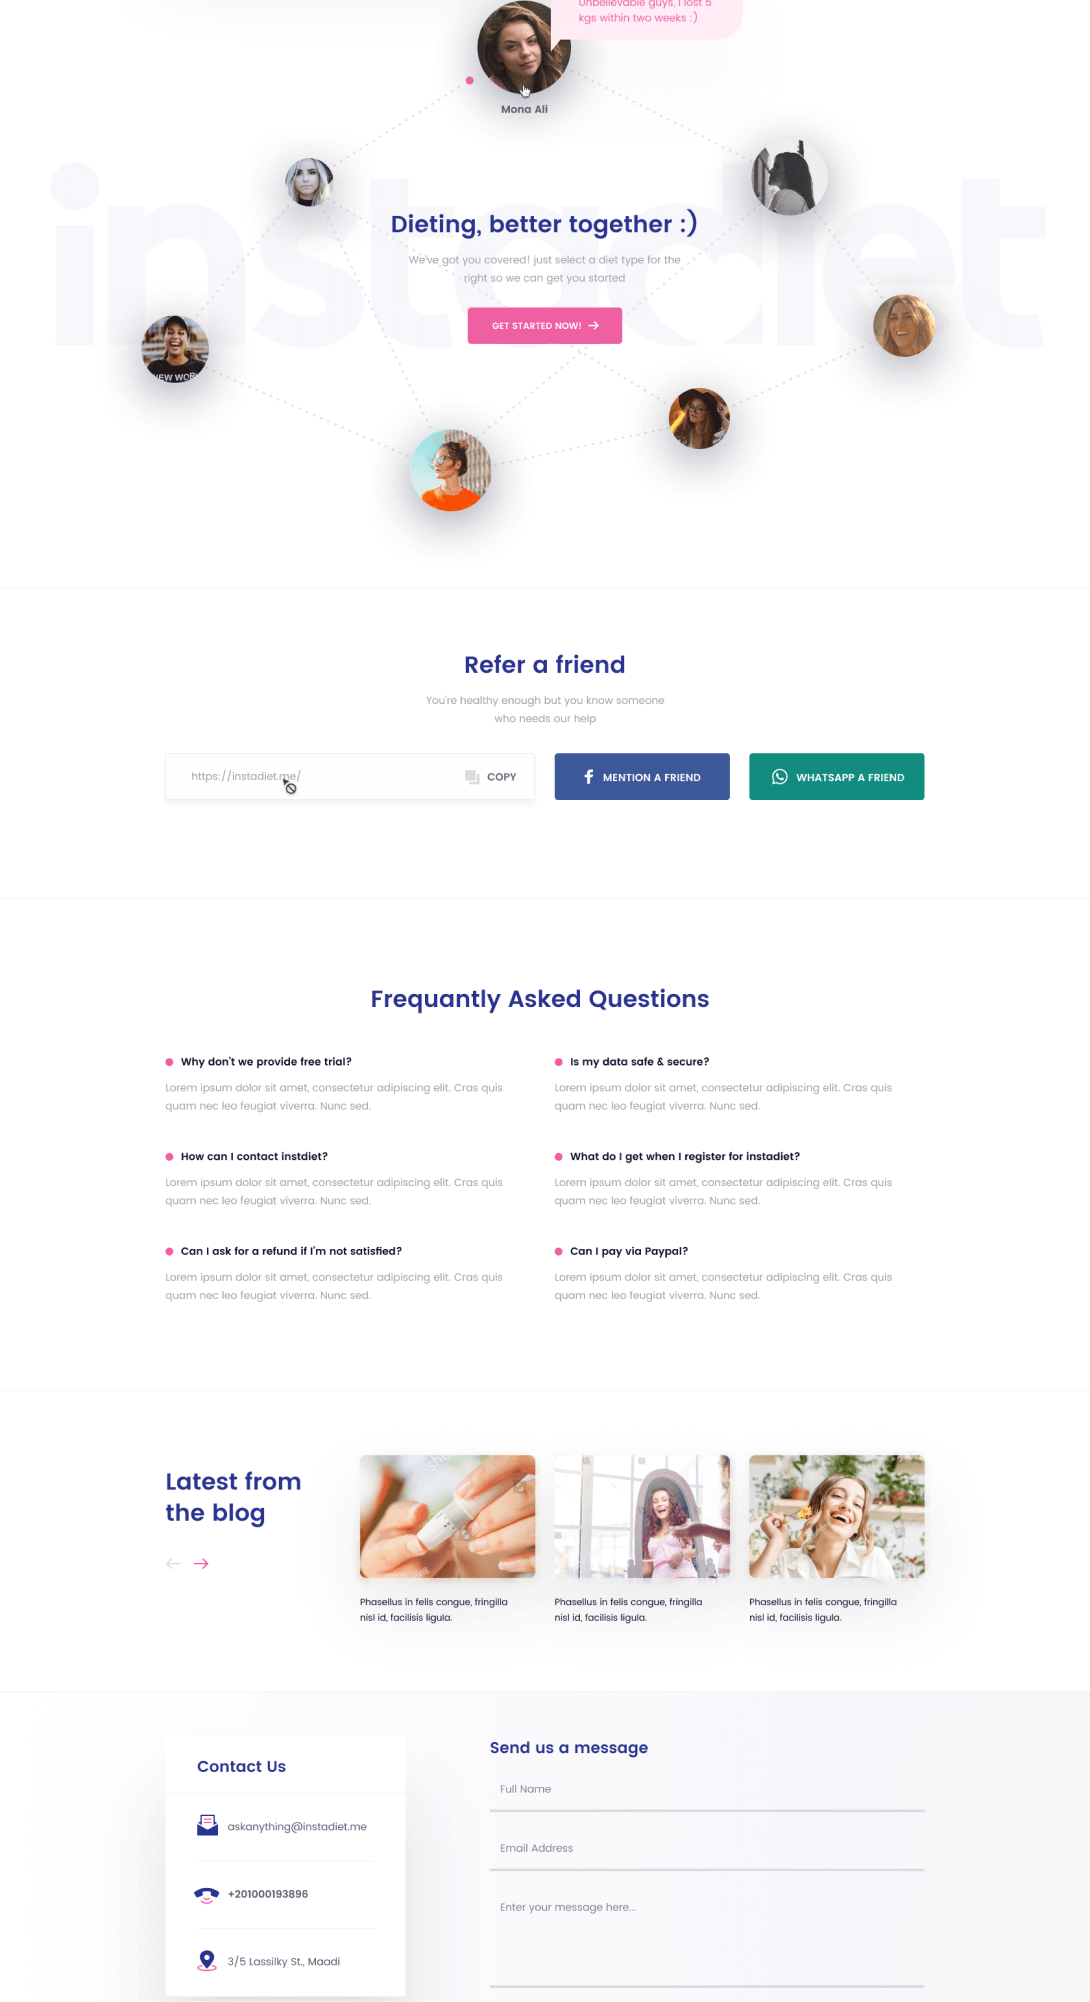 Unbelievable guys, I lost 5
kgs within two weeks :)
Mona Ali
instadiet
Dieting, better together :)
We've got you covered! just select a diet type for the
right so we can get you started
GET STARTED NOW!
NEW WOR
Refer a friend
You're healthy enough but you know someone
who needs our help
https://instadiet.me/
COPY
MENTION A FRIEND
WHATSAPP A FRIEND
Frequantly Asked Questions
Why don't we provide free trial?
Lorem ipsum dolor sit amet, consectetur adipiscing elit. Cras quis
quam nec leo feugiat viverra. Nunc sed.
Is my data safe & secure?
Lorem ipsum dolor sit amet, consectetur adipiscing elit. Cras quis
quam nec leo feugiat viverra. Nunc sed.
How can I contact instdiet?
Lorem ipsum dolor sit amet, consectetur adipiscing elit. Cras quis
quam nec leo feugiat viverra. Nunc sed.
What do I get when I register for instadiet?
Lorem ipsum dolor sit amet, consectetur adipiscing elit. Cras quis
quam nec leo feugiat viverra. Nunc sed.
Can I ask for a refund if I'm not satisfied?
Lorem ipsum dolor sit amet, consectetur adipiscing elit. Cras quis
quam nec leo feugiat viverra. Nunc sed.
Can I pay via Paypal?
Lorem ipsum dolor sit amet, consectetur adipiscing elit. Cras quis
quam nec leo feugiat viverra. Nunc sed.
Latest from
the blog
Phasellus in felis congue, fringilla
nisl id, facilisis ligula.
Phasellus in felis congue, fringilla
nisl id, facilisis ligula.
Phasellus in felis congue, fringilla
nisl id, facilisis ligula.
Contact Us
askanything@instadiet.me
+201000193896
3/5 Lassilky St., Maadi
Send us a message
Full Name
Email Address
Enter your message here...